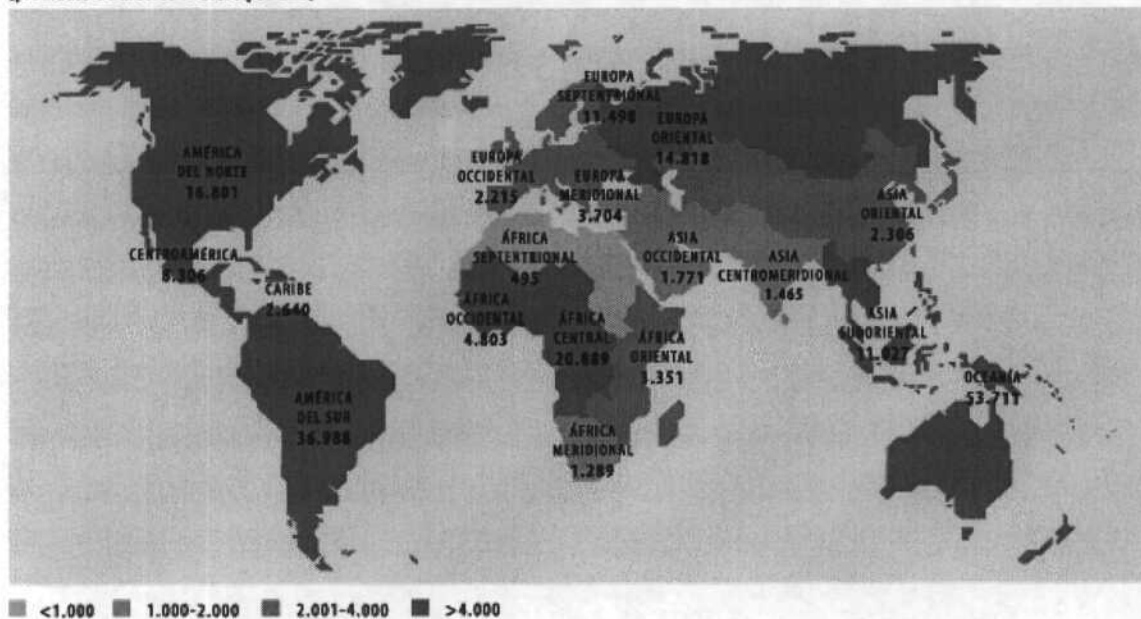 EUROPA
SEPTENTRIONAL
11.498
EUROPA
ORIENTAL
14.818
AMÉRICA
DEL NORTE
16.801
EUROPA
OCCIDENTAL
2.215
EUROPA
MERIDIONAL
3.704
ASIA
ORIENTAL
2.306
CENTROAMÉRICA
ÁFRICA
SEPTENTRIONAL
495
ASIA
OCCIDENTAL
1.771
ASIA
CENTROMERIDIONAL
1.465
CARIBE
2.640
ÁFRICA
OCCIDENTAL
4.803
ÁFRICA
CENTRAL
20.889
ÁFRICA
ORIENTAL
ASIA
SUDORIENTAL
OCEANÍA
53.711
AMÉRICA
DEL SUR
36.988
ÁFRICA
MERIDIONAL
1.289
<1.000 1.000-2.000 2.001-4.000 >4.000